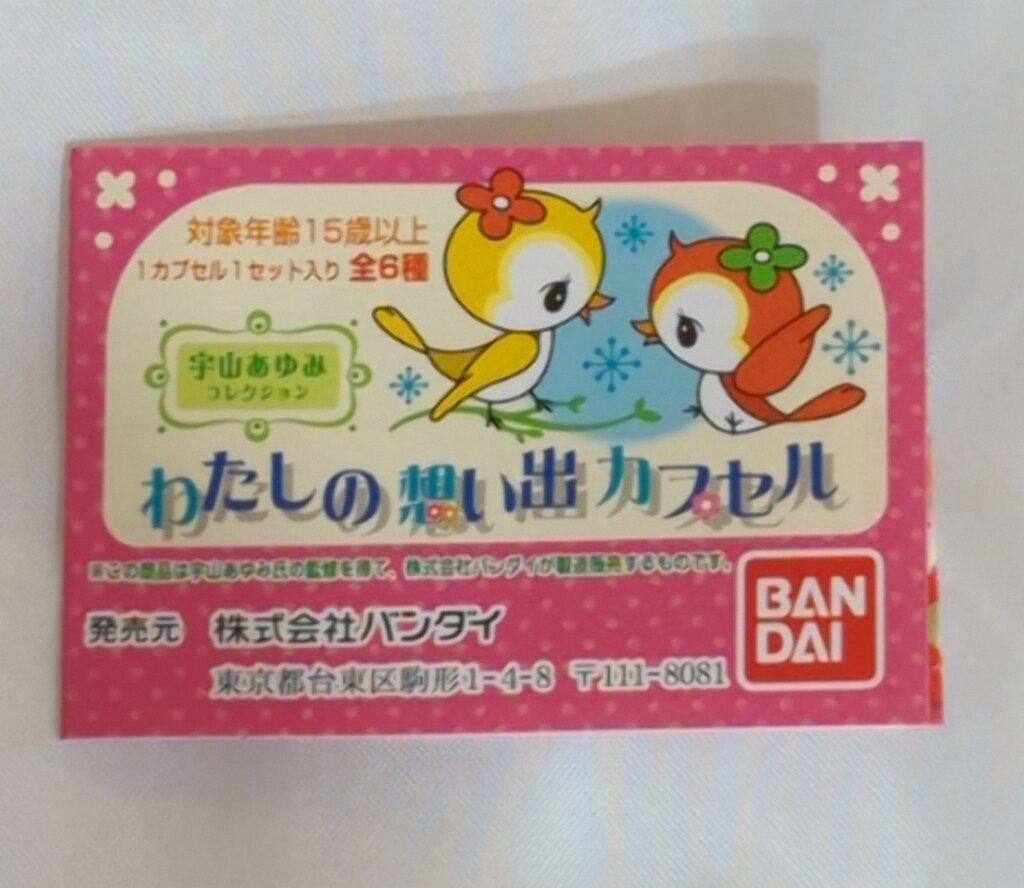 対象年齢15歳以上
1カプセル1セット入り 全6種
宇山あゆみ
コレクション
わたしの想い出カプセル
※この商品は宇山あゆみ氏の監修を得て、株式会社バンダイが製造販売するものです。
発売元 株式会社バンダイ
東京都台東区駒形1-4-8 〒111-8081
BAN
DAI